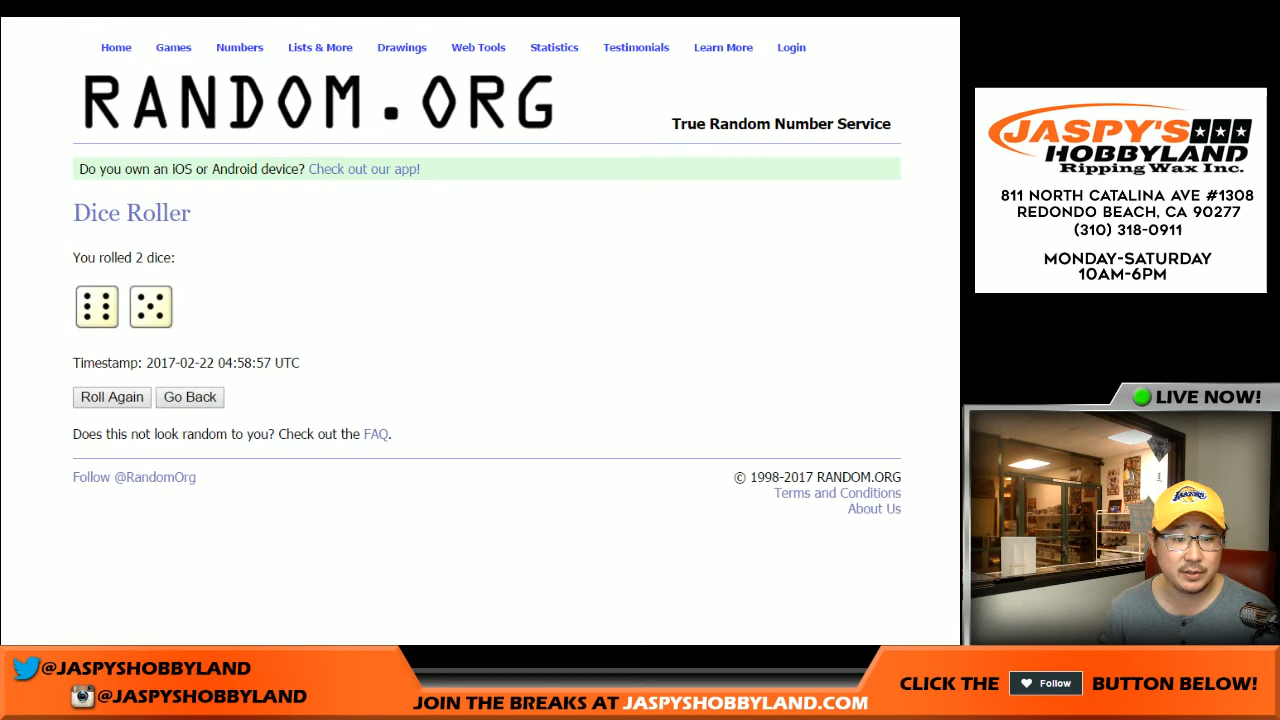 Home Games Numbers Lists & More Drawings Web Tools Statistics Testimonials Learn More Login
RANDOM.ORG
True Random Number Service
Do you own an iOS or Android device? Check out our app!
Dice Roller
You rolled 2 dice:
Timestamp: 2017-02-22 04:58:57 UTC
Roll Again Go Back
Does this not look random to you? Check out the FAQ.
Follow @RandomOrg
© 1998-2017 RANDOM.ORG
Terms and Conditions
About Us
JASPY'S
HOBBYLAND
Ripping Wax Inc.
811 NORTH CATALINA AVE #1308
REDONDO BEACH, CA 90277
(310) 318-0911
MONDAY-SATURDAY
10AM-6PM
LIVE NOW!
LAKERS
@JASPYSHOBBYLAND
@JASPYSHOBBYLAND
JOIN THE BREAKS AT JASPYSHOBBYLAND.COM
CLICK THE Follow BUTTON BELOW!